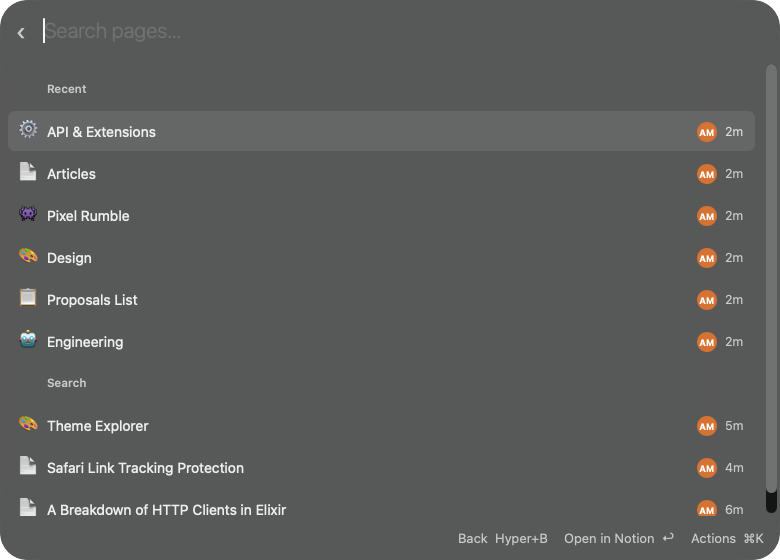 Search pages...
Recent
API & Extensions AM 2m
Articles AM 2m
Pixel Rumble AM 2m
Design AM 2m
Proposals List AM 2m
Engineering AM 2m
Search
Theme Explorer AM 5m
Safari Link Tracking Protection AM 4m
A Breakdown of HTTP Clients in Elixir AM 6m
Back Hyper+B Open in Notion ↩ Actions ⌘K